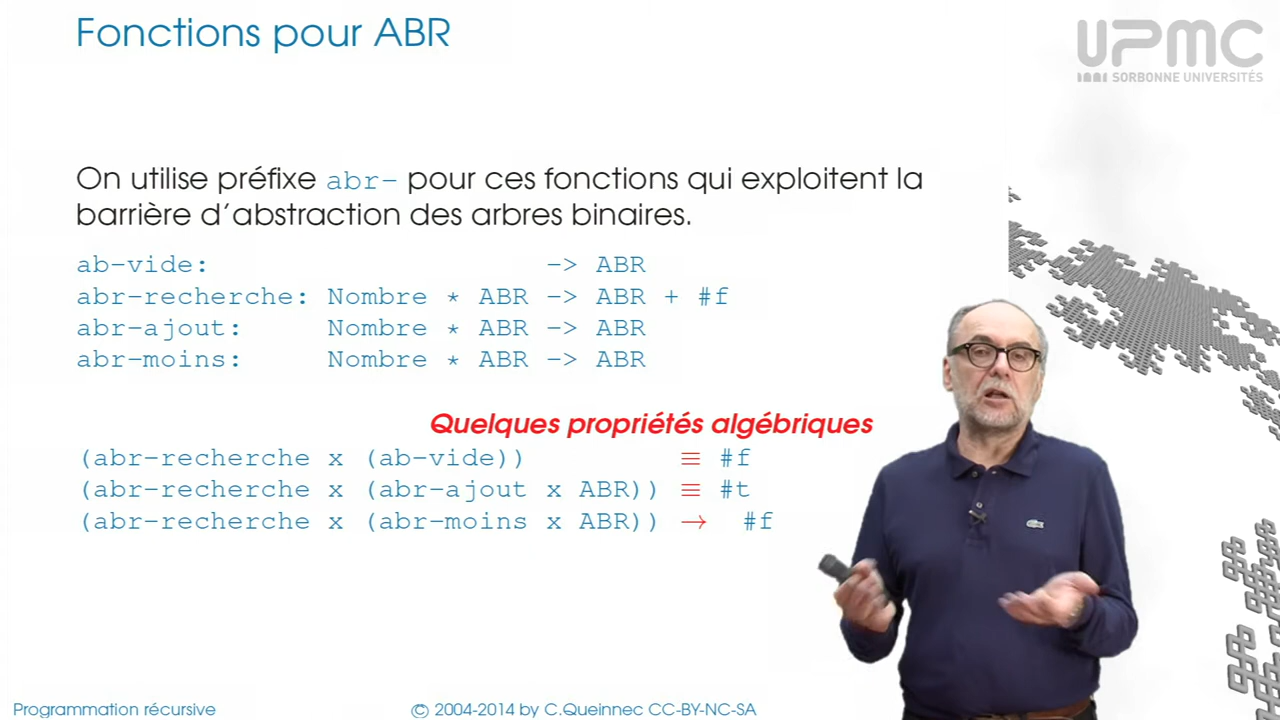 Fonctions pour ABR
UPMC
SORBONNE UNIVERSITÉS
On utilise préfixe abr- pour ces fonctions qui exploitent la
barrière d'abstraction des arbres binaires.
ab-vide: -> ABR
abr-recherche: Nombre * ABR -> ABR + #f
abr-ajout: Nombre * ABR -> ABR
abr-moins: Nombre * ABR -> ABR
Quelques propriétés algébriques
(abr-recherche x (ab-vide)) ≡ #f
(abr-recherche x (abr-ajout x ABR)) ≡ #t
(abr-recherche x (abr-moins x ABR)) → #f
Programmation récursive
© 2004-2014 by C.Queinnec CC-BY-NC-SA